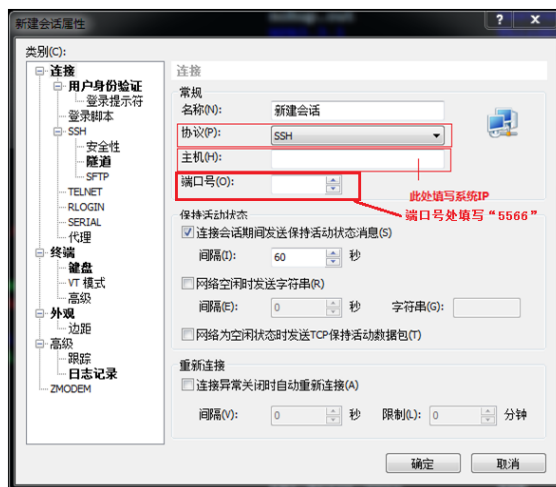 新建会话属性
类别(C):
连接
用户身份验证
登录提示符
登录脚本
SSH
安全性
隧道
SFTP
TELNET
RLOGIN
SERIAL
代理
终端
键盘
VT 模式
高级
外观
边距
高级
跟踪
日志记录
ZMODEM
连接
常规
名称(N): 新建会话
协议(P): SSH
主机(H):
端口号(O):
此处填写系统IP
端口号处填写“5566”
保持活动状态
连接会话期间发送保持活动状态消息(S)
间隔(I): 60 秒
网络空闲时发送字符串(R)
间隔(E): 0 秒 字符串(G):
网络为空闲状态时发送TCP保持活动数据包(T)
重新连接
连接异常关闭时自动重新连接(A)
间隔(V): 0 秒 限制(L): 0 分钟
确定 取消